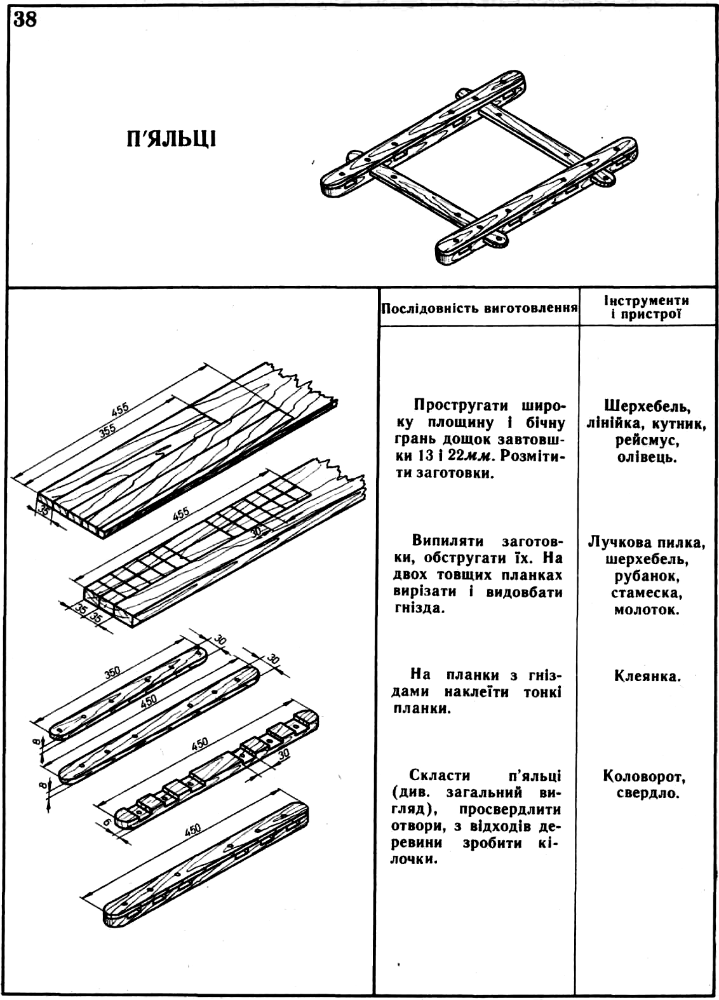 38
П'ЯЛЬЦІ
Послідовність виготовлення
Інструменти
і пристрої
Простругати широ-
ку площину і бічну
грань дощок завтовш-
ки 13 і 22мм. Розміти-
ти заготовки.
Шерхебель,
лінійка, кутник,
рейсмус,
олівець.
Випиляти заготов-
ки, обстругати їх. На
двох товщих планках
вирізати і видовбати
гнізда.
Лучкова пилка,
шерхебель,
рубанок,
стамеска,
молоток.
На планки з гніз-
дами наклеїти тонкі
планки.
Клеянка.
Скласти п'яльці
(див. загальний ви-
гляд), просвердлити
отвори, з відходів де-
ревини зробити кі-
лочки.
Коловорот,
свердло.
455
355
35
455
30
35
35
30
350
30
450
8
450
8
30
6
450